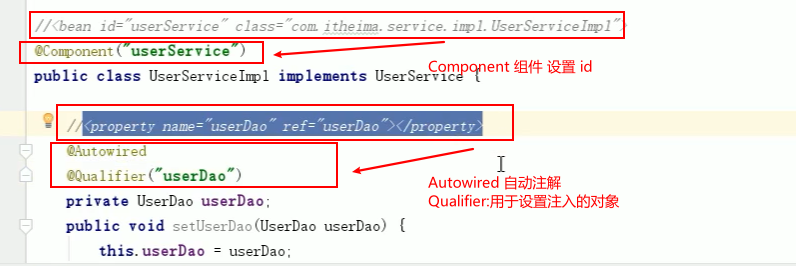 //<bean id="userService" class="com.itheima.service.impl.UserServiceImpl">
@Component("userService")
Component 组件 设置 id
public class UserServiceImpl implements UserService {
//<property name="userDao" ref="userDao"></property>
@Autowired
@Qualifier("userDao")
Autowired 自动注解
Qualifier:用于设置注入的对象
private UserDao userDao;
public void setUserDao(UserDao userDao) {
this.userDao = userDao;